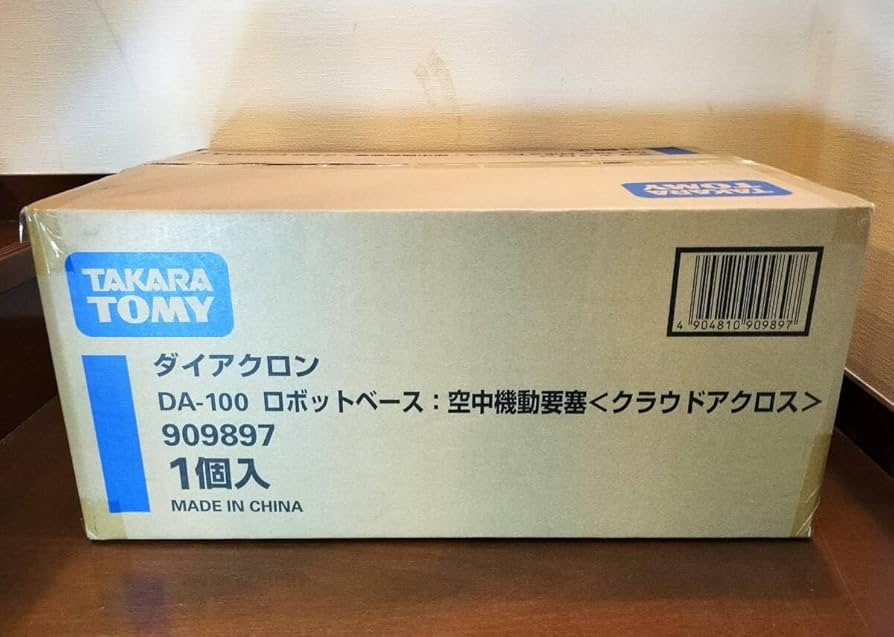 TAKARA
TOMY
TAKARA
TOMY
4 904810 909897
ダイアクロン
DA-100 ロボットベース：空中機動要塞＜クラウドアクロス＞
909897
1個入
MADE IN CHINA